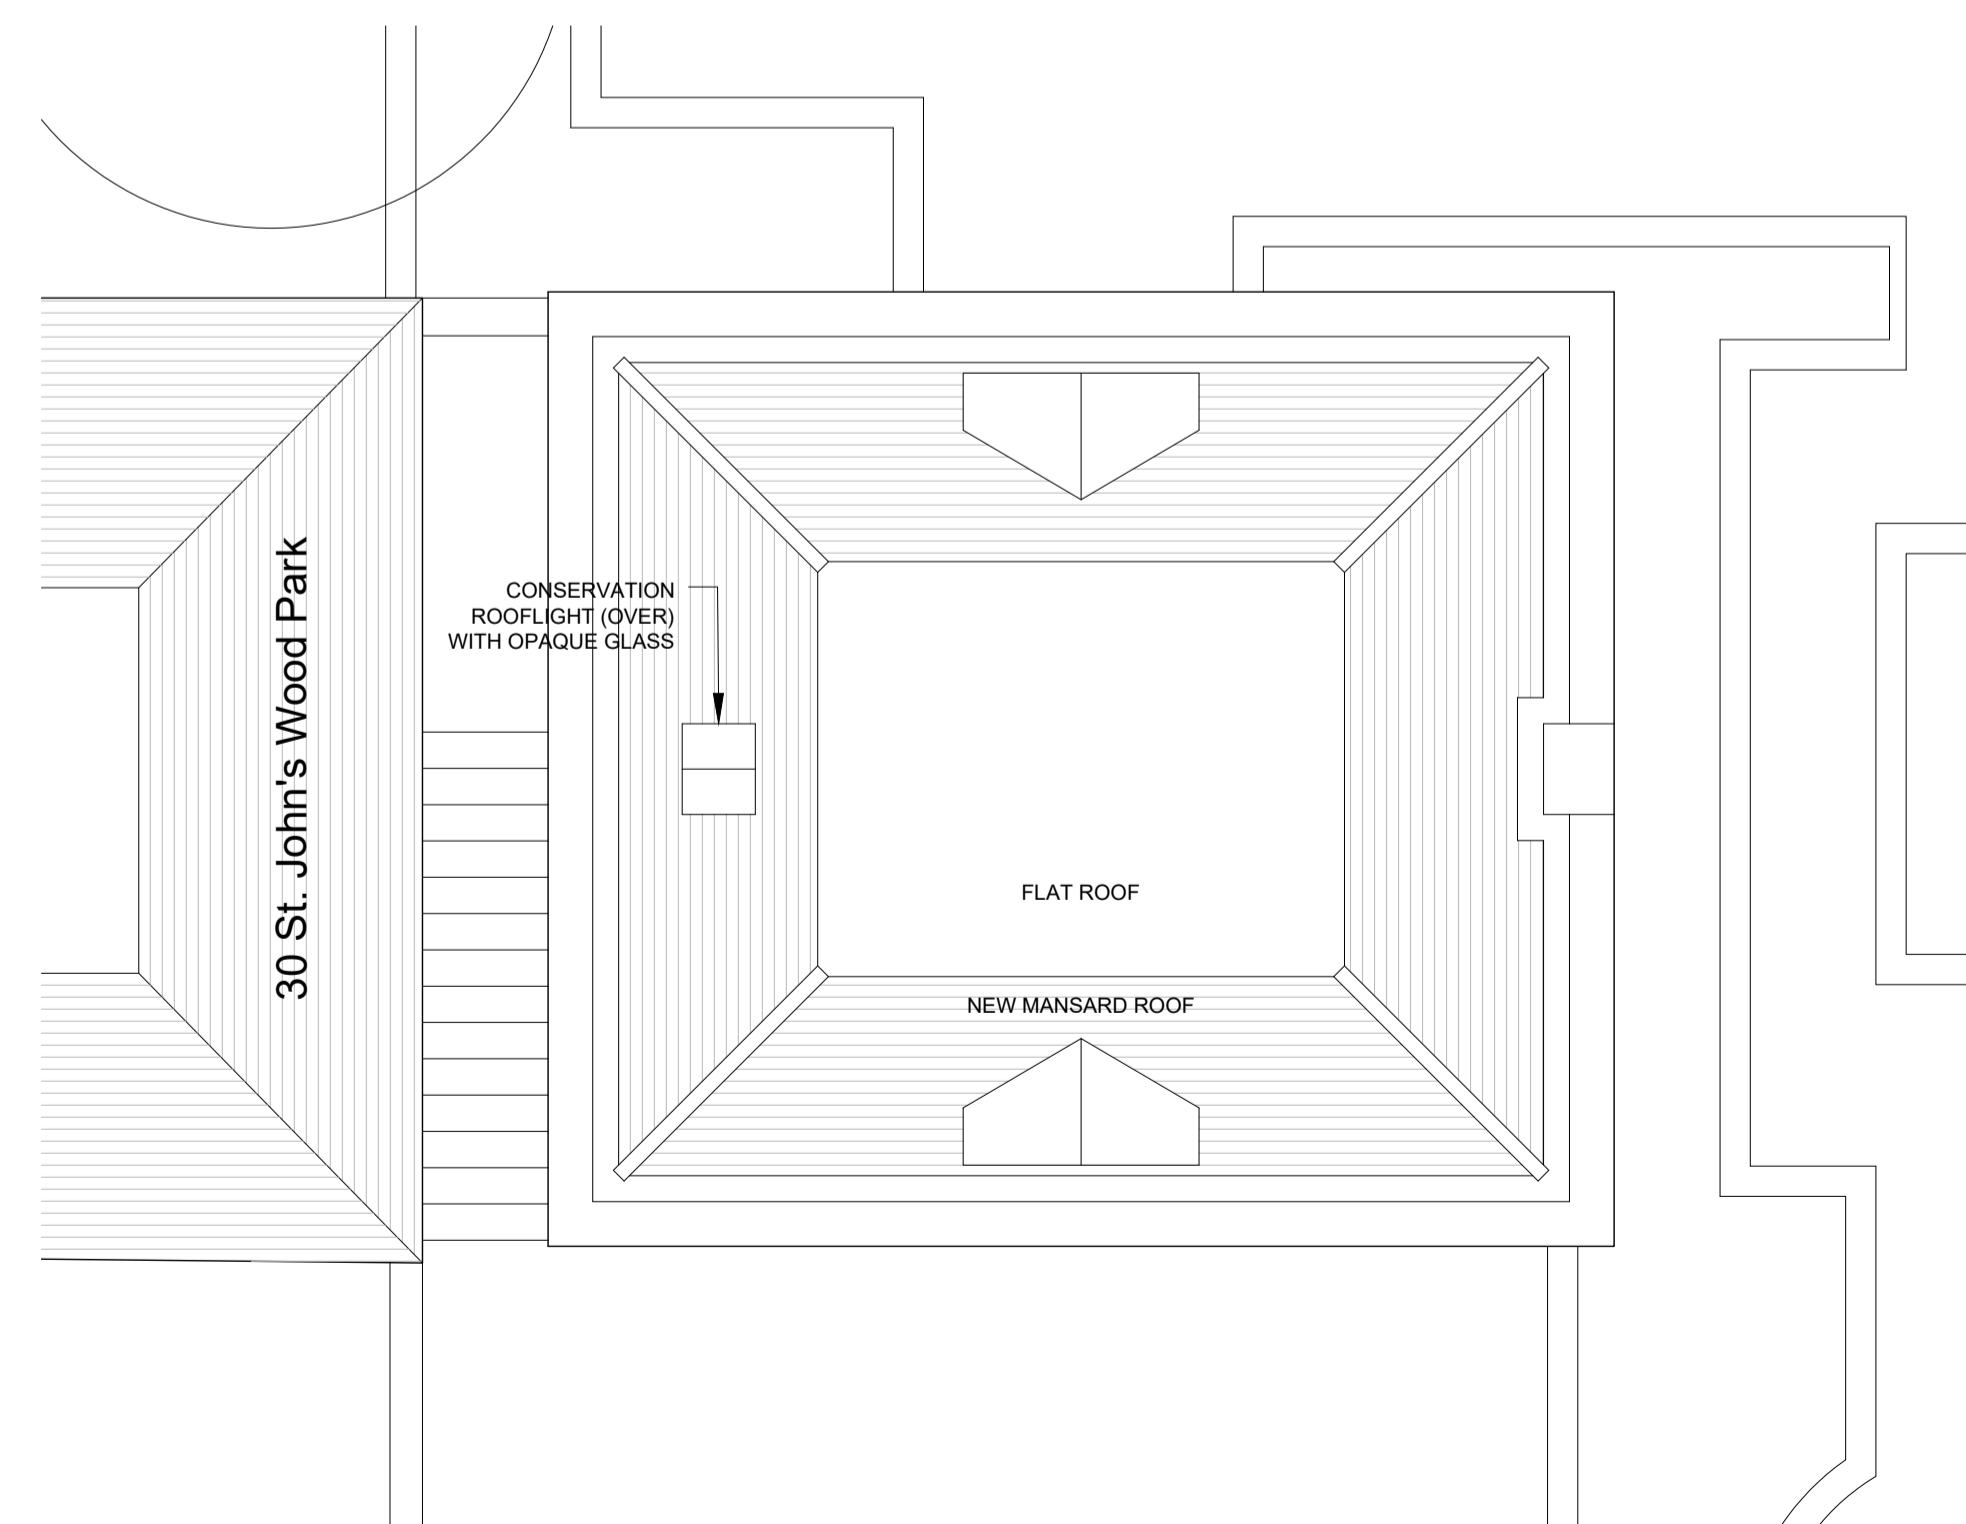 CONSERVATION
ROOFLIGHT (OVER)
WITH OPAQUE GLASS
30 St. John's Wood Park
FLAT ROOF
NEW MANSARD ROOF